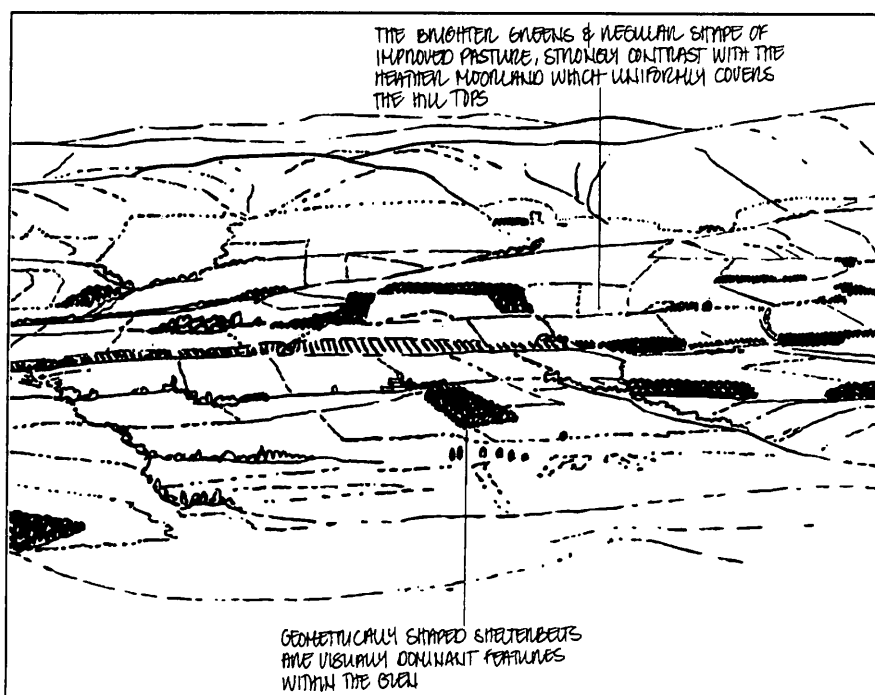 THE BRIGHTER GREENS & REGULAR SHAPE OF
IMPROVED PASTURE, STRONGLY CONTRAST WITH THE
HEATHER MOORLAND WHICH UNIFORMLY COVERS
THE HILL TOPS
GEOMETRICALLY SHAPED SHELTERBELTS
ARE VISUALLY DOMINANT FEATURES
WITHIN THE GLEN